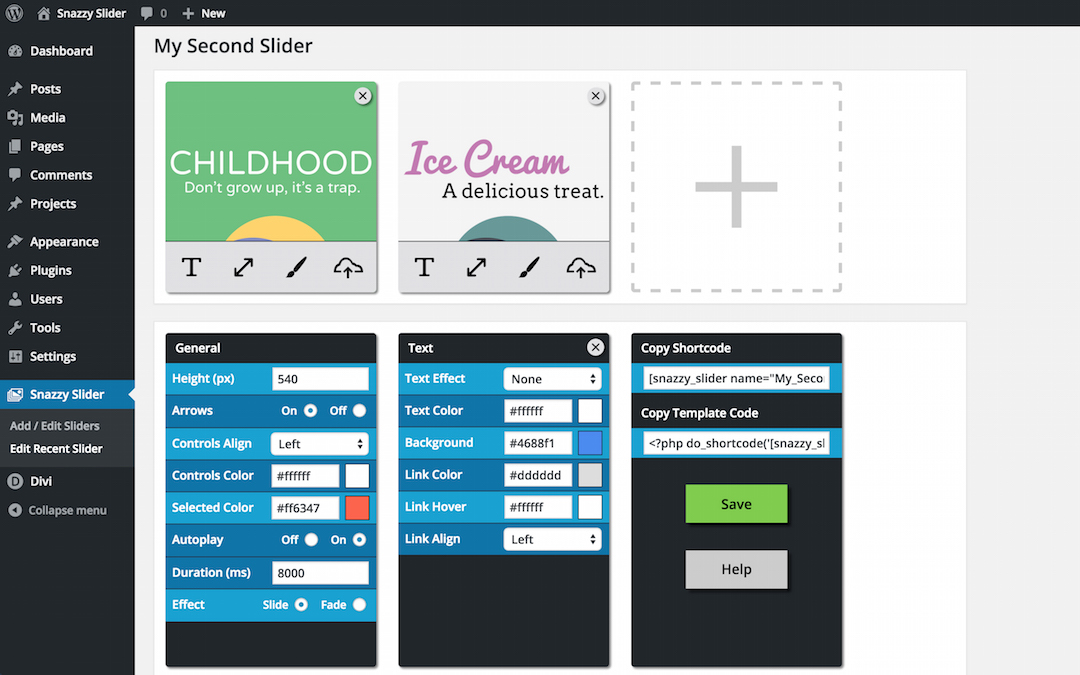 Snazzy Slider 0 New
Dashboard
Posts
Media
Pages
Comments
Projects
Appearance
Plugins
Users
Tools
Settings
Snazzy Slider
Add / Edit Sliders
Edit Recent Slider
Divi
Collapse menu
My Second Slider
CHILDHOOD
Don't grow up, it's a trap.
Ice Cream
A delicious treat.
General
Height (px) 540
Arrows On Off
Controls Align Left
Controls Color #ffffff
Selected Color #ff6347
Autoplay Off On
Duration (ms) 8000
Effect Slide Fade
Text
Text Effect None
Text Color #ffffff
Background #4688f1
Link Color #dddddd
Link Hover #ffffff
Link Align Left
Copy Shortcode
[snazzy_slider name="My_Seco
Copy Template Code
<?php do_shortcode('[snazzy_sl
Save
Help